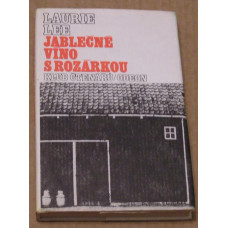 LAURIE
LEE
JABLEČNÉ
VÍNO
S ROZÁRKOU
KLUB ČTENÁŘŮ ODEON